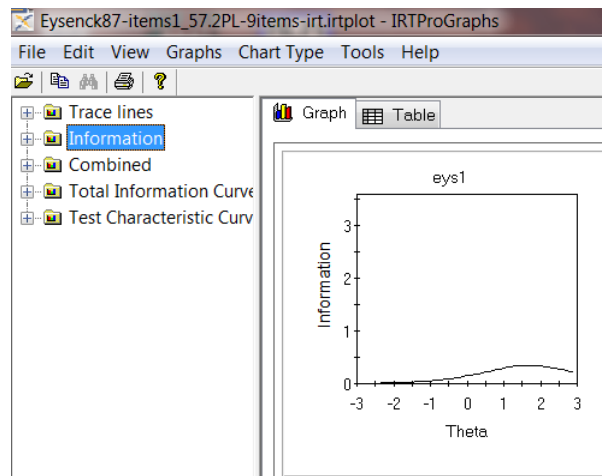 Eysenck87-items1_57.2PL-9items-irt.irtplot - IRTProGraphs
File Edit View Graphs Chart Type Tools Help
Trace lines
Information
Combined
Total Information Curve
Test Characteristic Curv
Graph Table
eys1
Information
3
2
1
0
-3 -2 -1 0 1 2 3
Theta